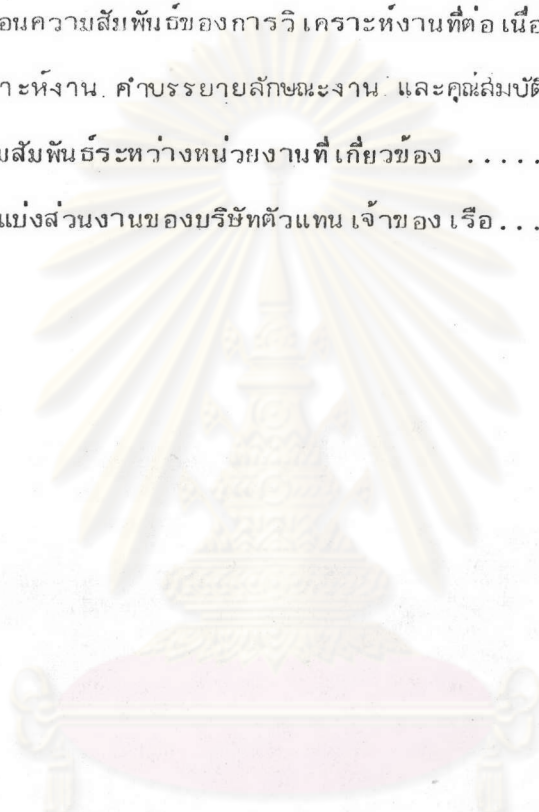 อนความสัมพันธ์ของการวิเคราะห์งานที่ต่อเนื่อ
าะห์งาน คำบรรยายลักษณะงาน และคุณสมบัติ
มสัมพันธ์ระหว่างหน่วยงานที่เกี่ยวข้อง .....
แบ่งส่วนงานของบริษัทตัวแทนเจ้าของเรือ...